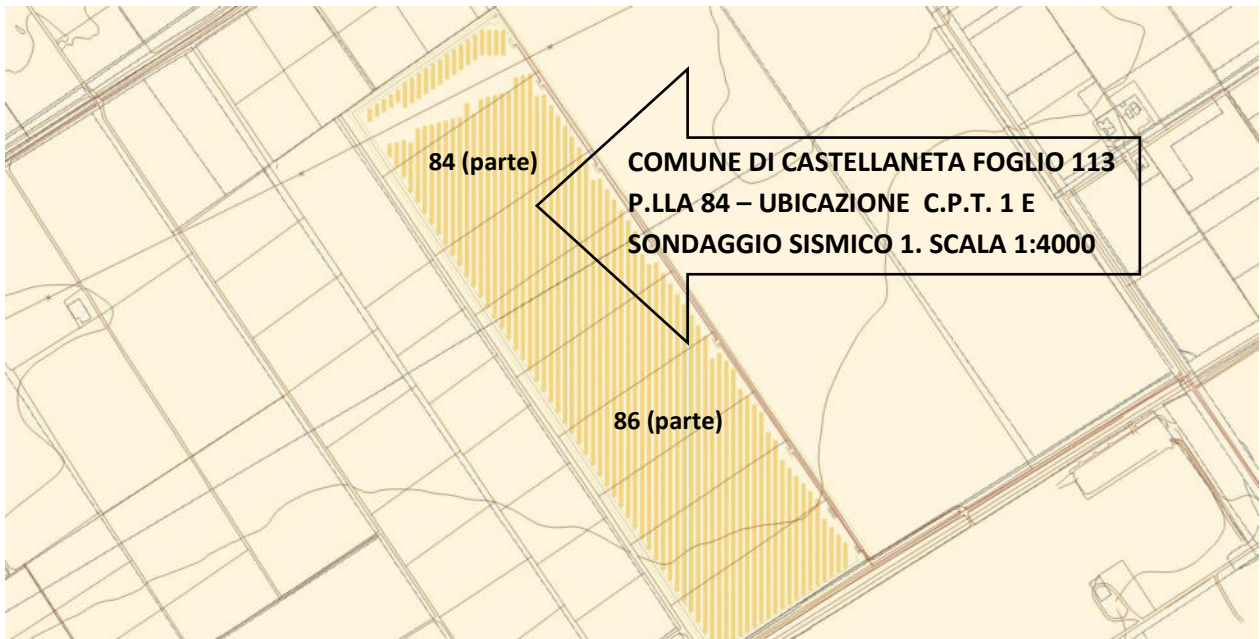 84 (parte)
COMUNE DI CASTELLANETA FOGLIO 113
P.LLA 84 – UBICAZIONE C.P.T. 1 E
SONDAGGIO SISMICO 1. SCALA 1:4000
86 (parte)